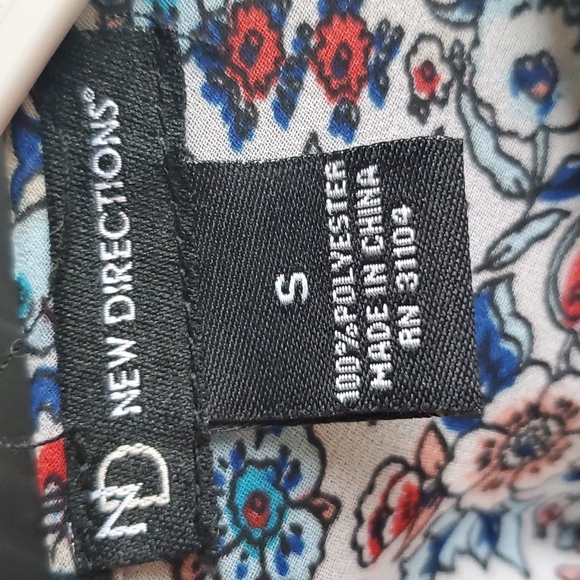 ND NEW DIRECTIONS®
S
100% POLYESTER
MADE IN CHINA
RN 31104